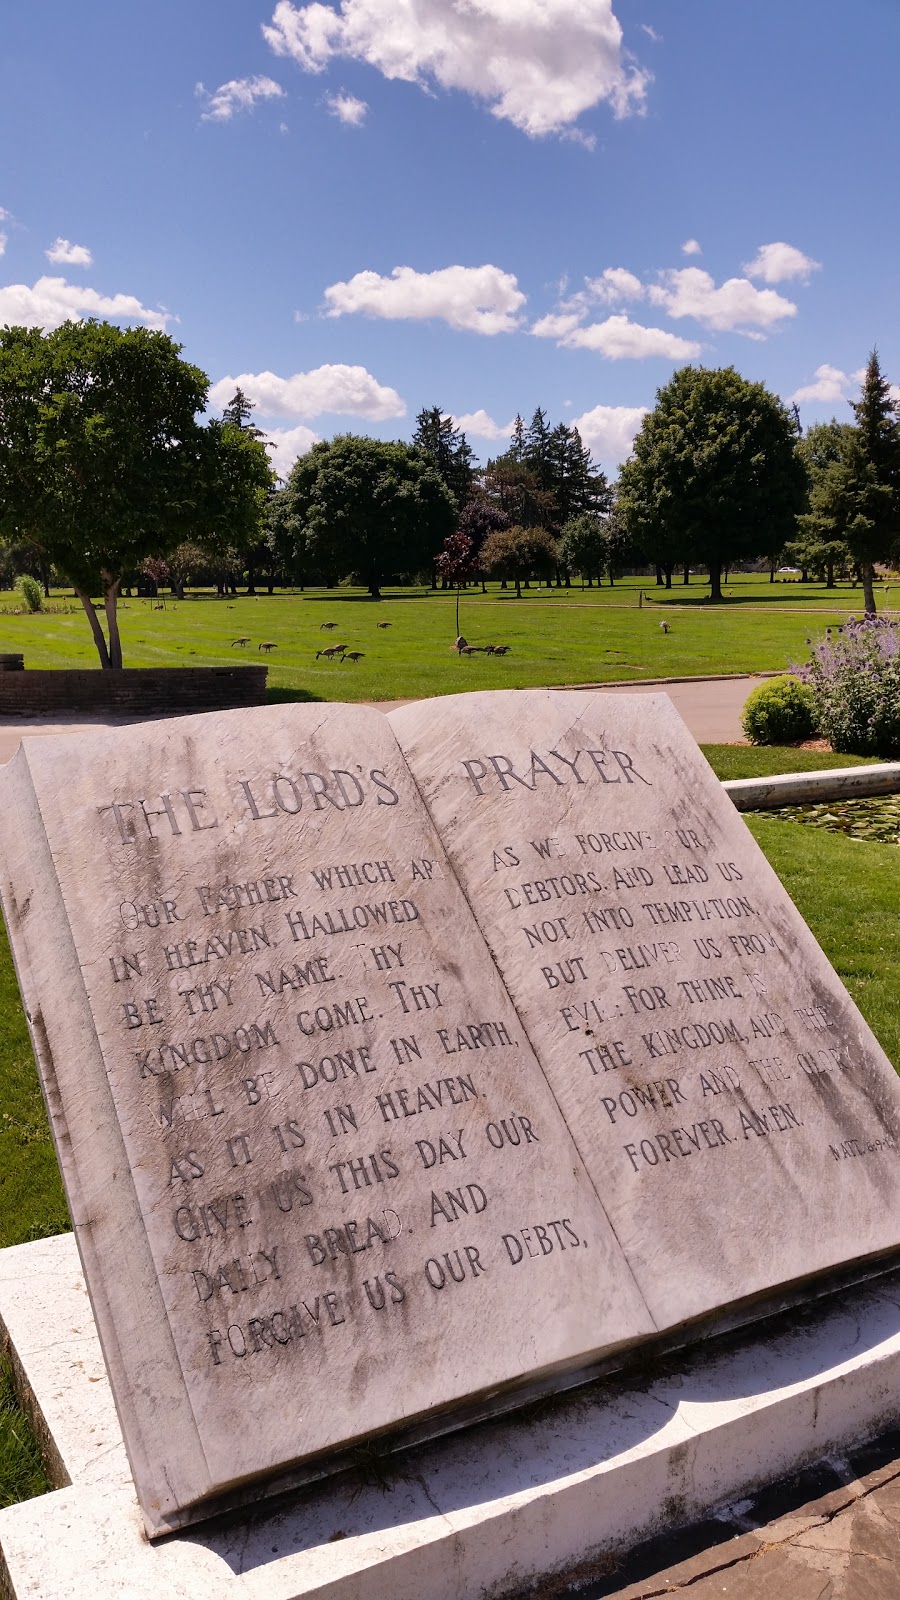 THE LORD'S PRAYER
OUR FATHER WHICH ART
IN HEAVEN, HALLOWED
BE THY NAME. THY
KINGDOM COME. THY
WILL BE DONE IN EARTH,
AS IT IS IN HEAVEN.
GIVE US THIS DAY OUR
DAILY BREAD. AND
FORGIVE US OUR DEBTS,
AS WE FORGIVE OUR
DEBTORS. AND LEAD US
NOT INTO TEMPTATION,
BUT DELIVER US FROM
EVIL: FOR THINE IS
THE KINGDOM, AND THE
POWER AND THE GLORY
FOREVER. AMEN.
MATT.